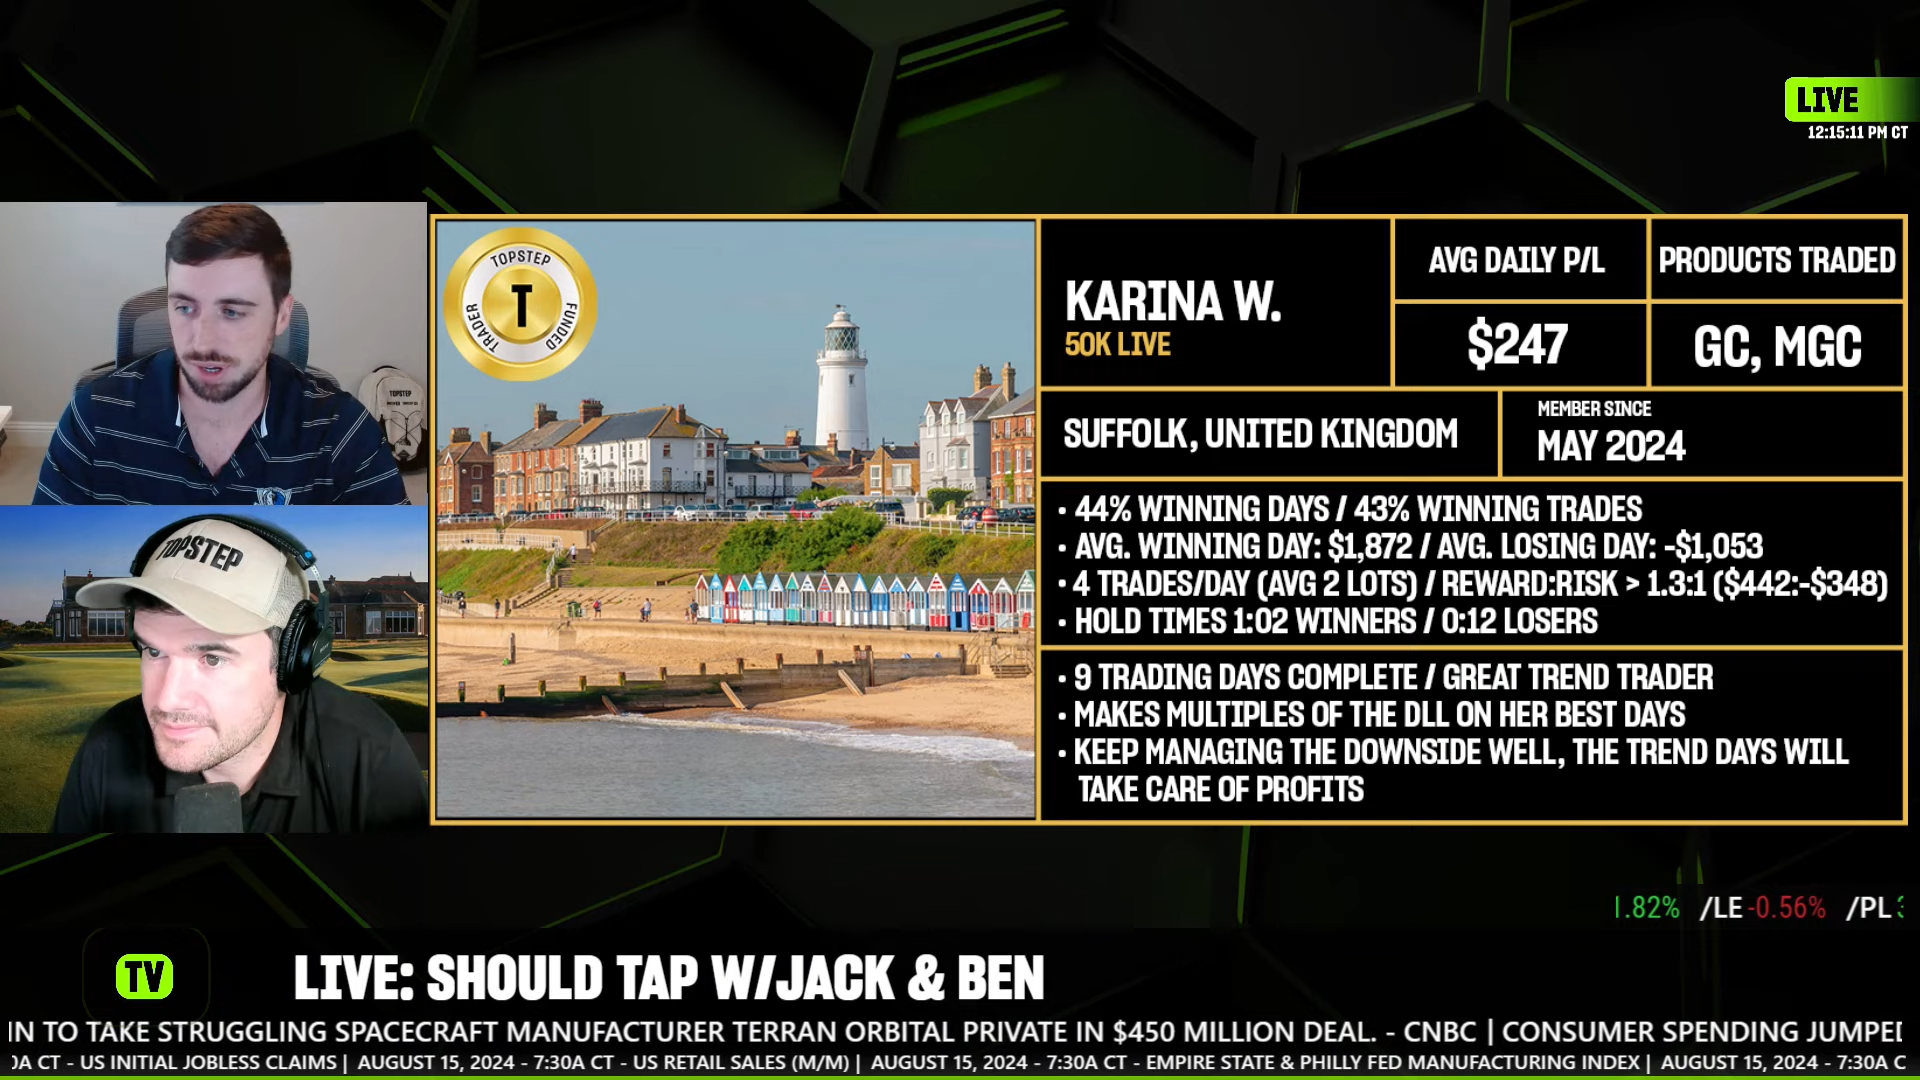 LIVE
12:15:11 PM CT
TOPSTEP
T
FUNDED
TRADER
KARINA W.
50K LIVE
AVG DAILY P/L
PRODUCTS TRADED
$247
GC, MGC
SUFFOLK, UNITED KINGDOM
MEMBER SINCE
MAY 2024
• 44% WINNING DAYS / 43% WINNING TRADES
• AVG. WINNING DAY: $1,872 / AVG. LOSING DAY: -$1,053
• 4 TRADES/DAY (AVG 2 LOTS) / REWARD:RISK > 1.3:1 ($442:-$348)
• HOLD TIMES 1:02 WINNERS / 0:12 LOSERS
• 9 TRADING DAYS COMPLETE / GREAT TREND TRADER
• MAKES MULTIPLES OF THE DLL ON HER BEST DAYS
• KEEP MANAGING THE DOWNSIDE WELL, THE TREND DAYS WILL
TAKE CARE OF PROFITS
TOPSTEP
TOPSTEP
.82% /LE -0.56% /PL
TV
LIVE: SHOULD TAP W/JACK & BEN
IN TO TAKE STRUGGLING SPACECRAFT MANUFACTURER TERRAN ORBITAL PRIVATE IN $450 MILLION DEAL. - CNBC | CONSUMER SPENDING JUMPED
0A CT - US INITIAL JOBLESS CLAIMS | AUGUST 15, 2024 - 7:30A CT - US RETAIL SALES (M/M) | AUGUST 15, 2024 - 7:30A CT - EMPIRE STATE & PHILLY FED MANUFACTURING INDEX | AUGUST 15, 2024 - 7:30A C